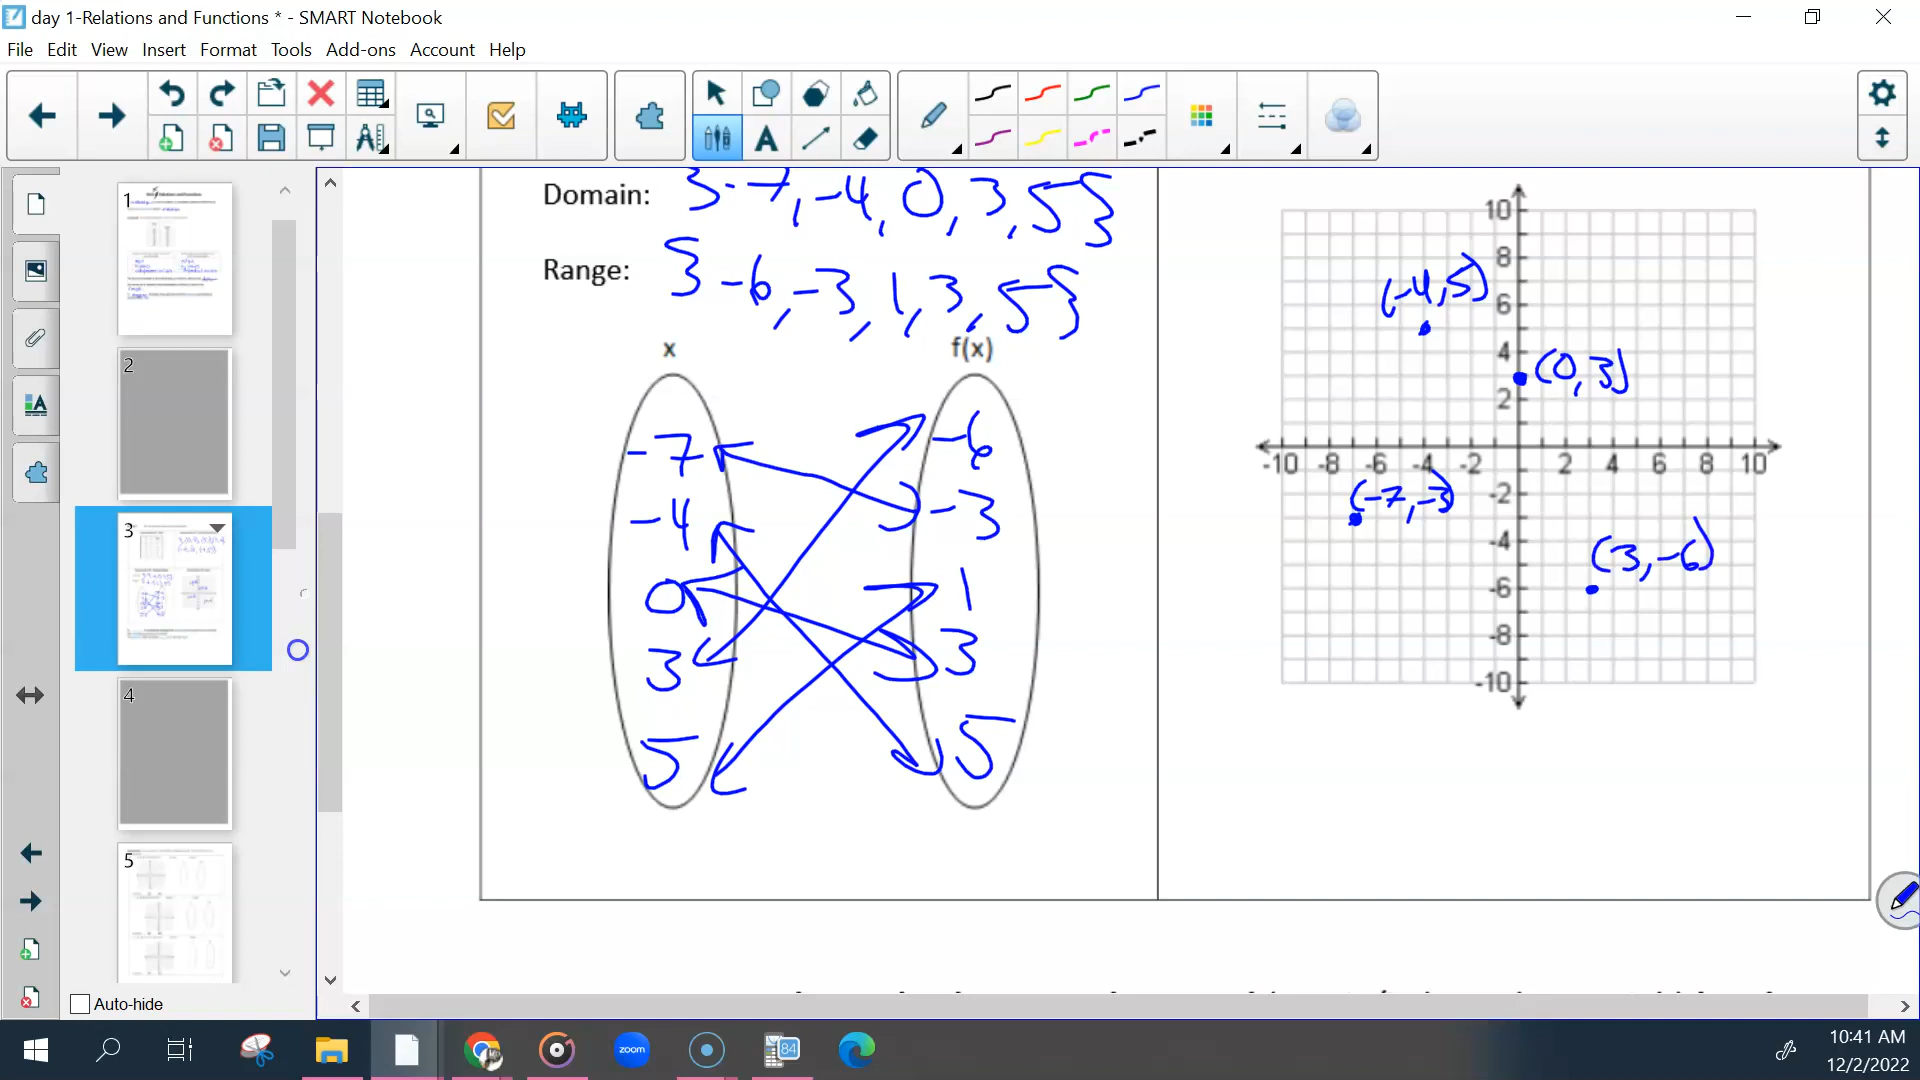 day 1-Relations and Functions * - SMART Notebook
File Edit View Insert Format Tools Add-ons Account Help
1
2
3
4
5
Auto-hide
Domain: {-7, -4, 0, 3, 5}
Range: {-6, -3, 1, 3, 5}
x f(x)
-7 -6
-4 -3
0 1
3 3
5 5
10
8
(-4, 5) 6
4 (0, 3)
2
-10 -8 -6 -4 -2 2 4 6 8 10
(-7, -3) -2
-4 (3, -6)
-6
-8
-10
zoom
84
10:41 AM
12/2/2022